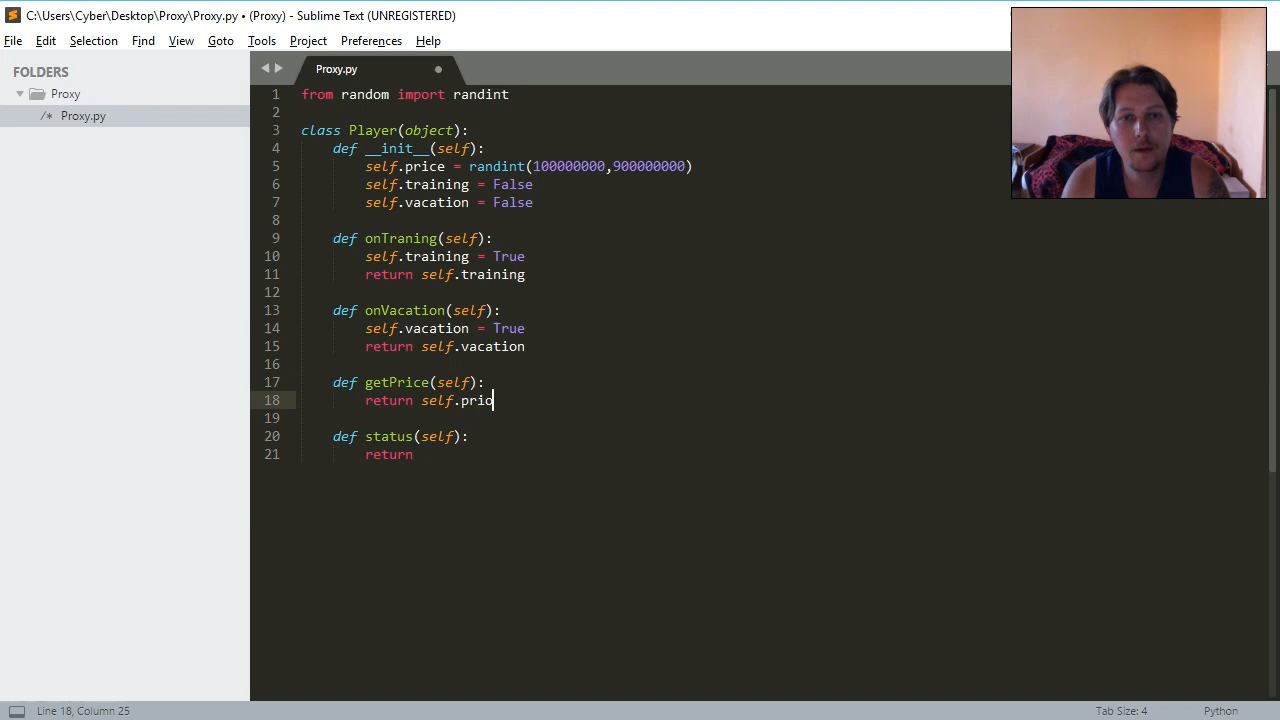 C:\Users\Cyber\Desktop\Proxy\Proxy.py • (Proxy) - Sublime Text (UNREGISTERED)
File Edit Selection Find View Goto Tools Project Preferences Help
FOLDERS
Proxy
/* Proxy.py
Proxy.py
1 from random import randint
2
3 class Player(object):
4 def __init__(self):
5 self.price = randint(100000000,900000000)
6 self.training = False
7 self.vacation = False
8
9 def onTraning(self):
10 self.training = True
11 return self.training
12
13 def onVacation(self):
14 self.vacation = True
15 return self.vacation
16
17 def getPrice(self):
18 return self.prio
19
20 def status(self):
21 return
Line 18, Column 25
Tab Size: 4
Python